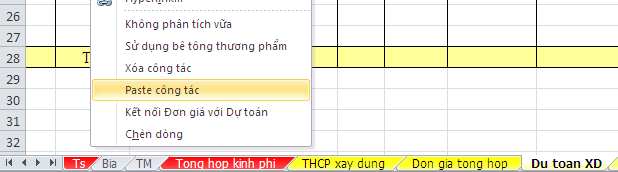 26
27
28
T
29
30
31
32
Không phân tích vữa
Sử dụng bê tông thương phẩm
Xóa công tác
Paste công tác
Kết nối Đơn giá với Dự toán
Chèn dòng
Ts Bia TM Tong hop kinh phi THCP xay dung Don gia tong hop Du toan XD